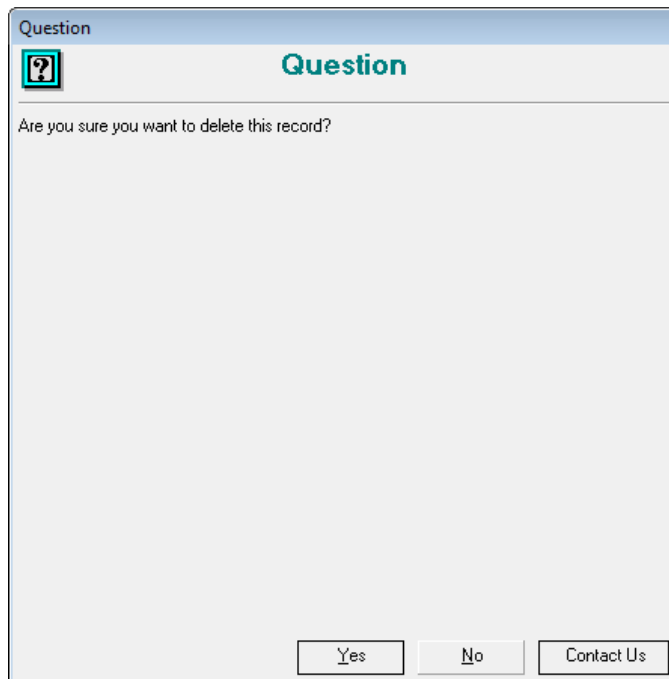 Question
Question
Are you sure you want to delete this record?
Yes No Contact Us